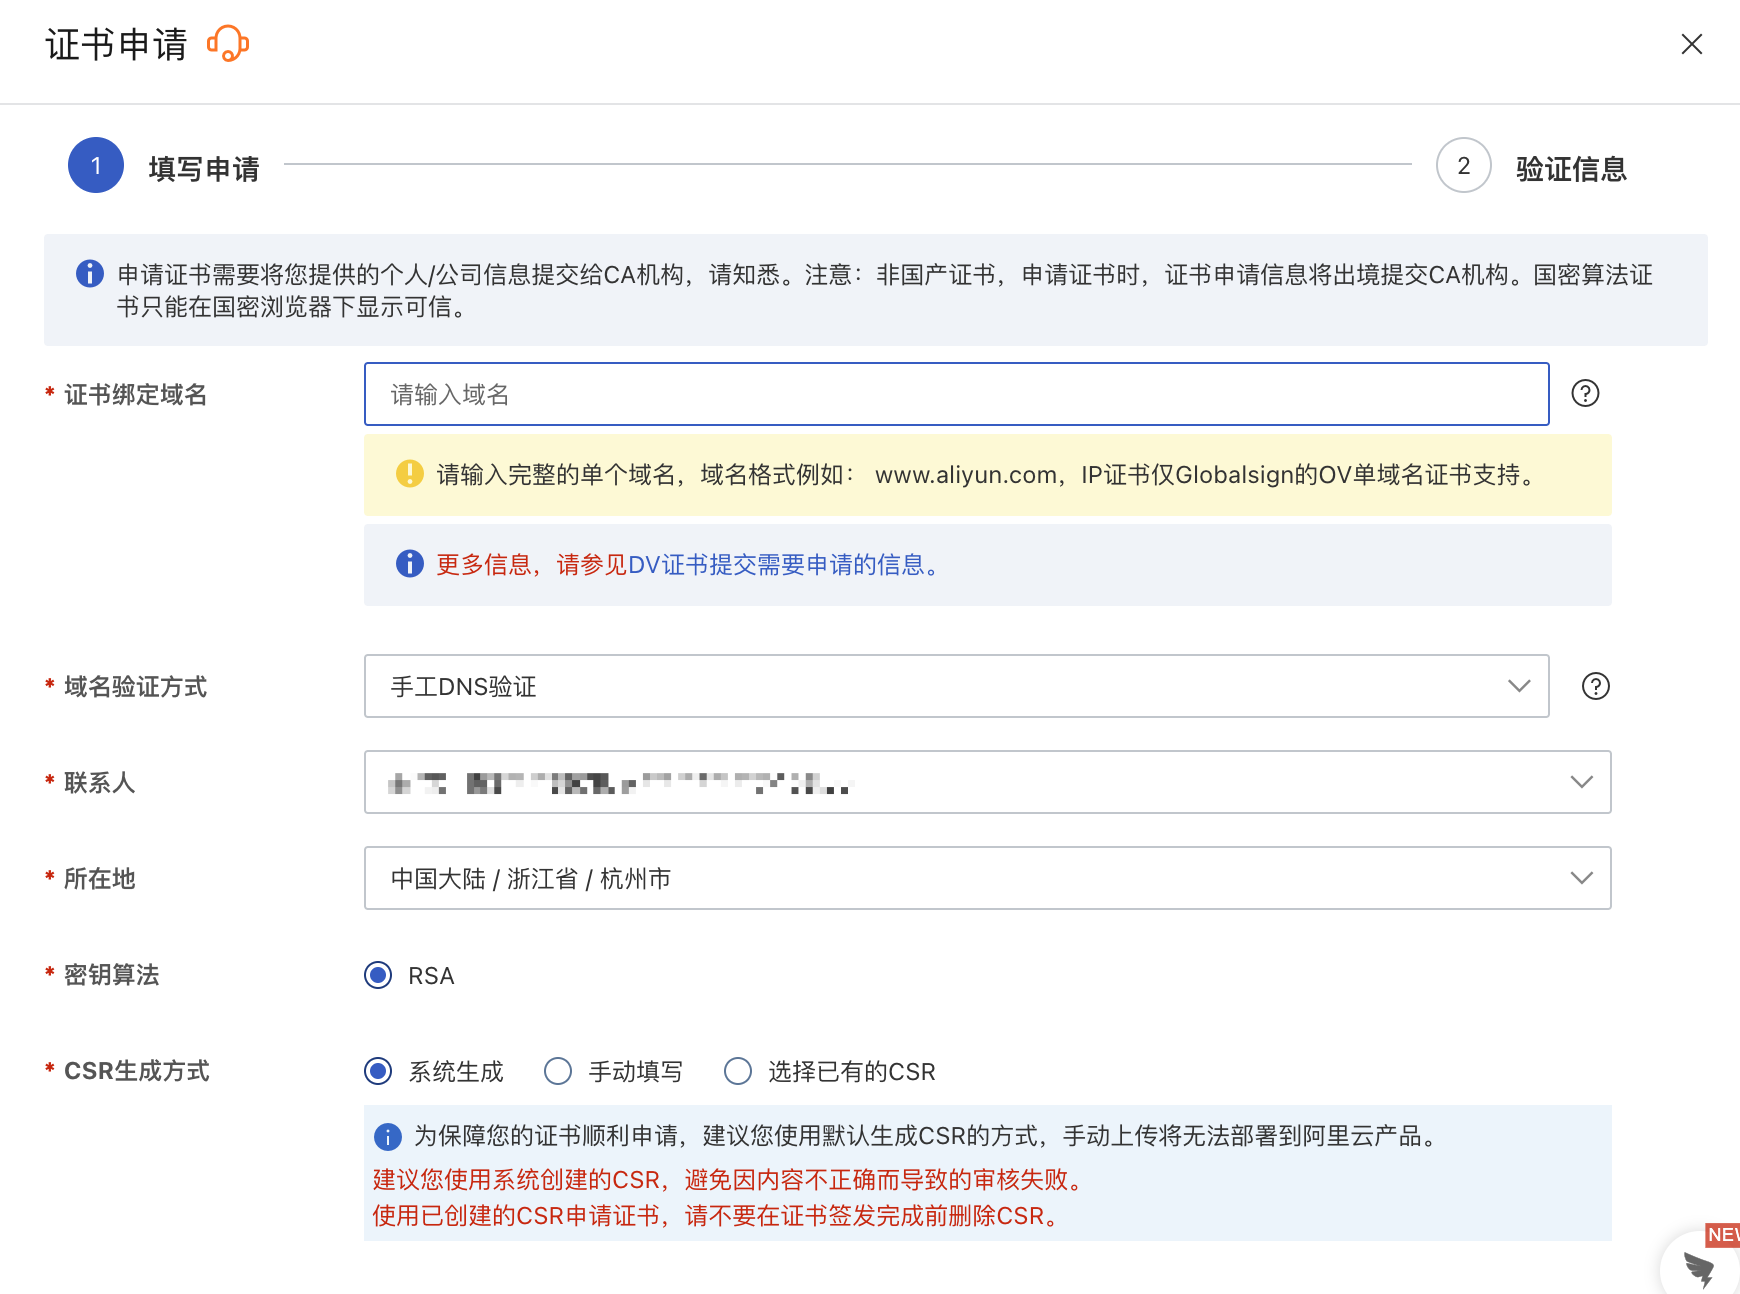 证书申请
1 填写申请
2 验证信息
申请证书需要将您提供的个人/公司信息提交给CA机构，请知悉。注意：非国产证书，申请证书时，证书申请信息将出境提交CA机构。国密算法证
书只能在国密浏览器下显示可信。
* 证书绑定域名
请输入域名
请输入完整的单个域名，域名格式例如： www.aliyun.com，IP证书仅Globalsign的OV单域名证书支持。
更多信息，请参见DV证书提交需要申请的信息。
* 域名验证方式
手工DNS验证
* 联系人
* 所在地
中国大陆 / 浙江省 / 杭州市
* 密钥算法
RSA
* CSR生成方式
系统生成 手动填写 选择已有的CSR
为保障您的证书顺利申请，建议您使用默认生成CSR的方式，手动上传将无法部署到阿里云产品。
建议您使用系统创建的CSR，避免因内容不正确而导致的审核失败。
使用已创建的CSR申请证书，请不要在证书签发完成前删除CSR。